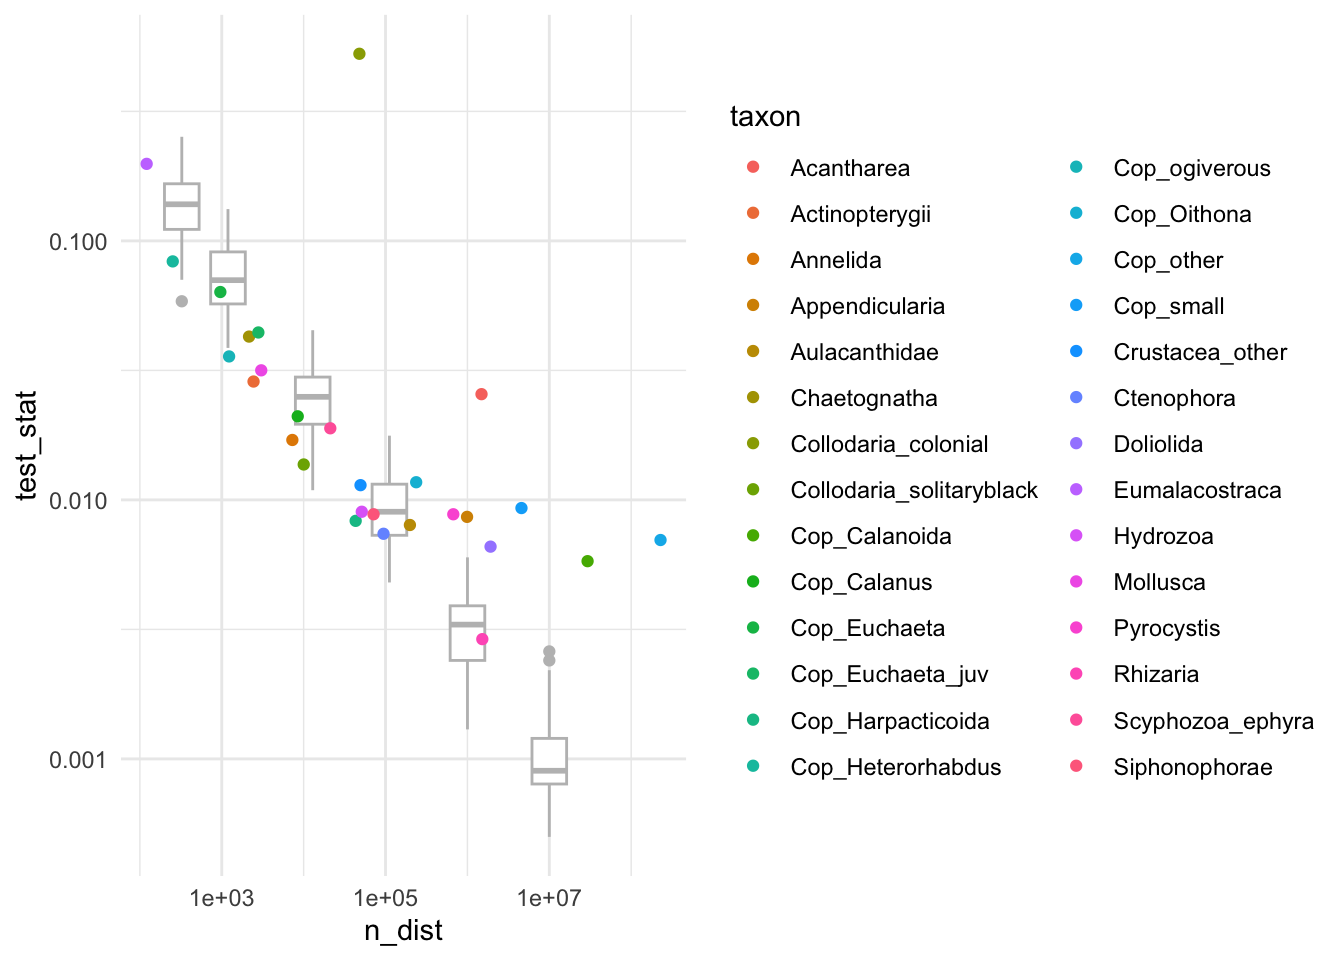 taxon
Acantharea
Actinopterygii
Annelida
Appendicularia
Aulacanthidae
Chaetognatha
Collodaria_colonial
Collodaria_solitaryblack
Cop_Calanoida
Cop_Calanus
Cop_Euchaeta
Cop_Euchaeta_juv
Cop_Harpacticoida
Cop_Heterorhabdus
Cop_ogiverous
Cop_Oithona
Cop_other
Cop_small
Crustacea_other
Ctenophora
Doliolida
Eumalacostraca
Hydrozoa
Mollusca
Pyrocystis
Rhizaria
Scyphozoa_ephyra
Siphonophorae
test_stat
0.100
0.010
0.001
1e+03
1e+05
1e+07
n_dist